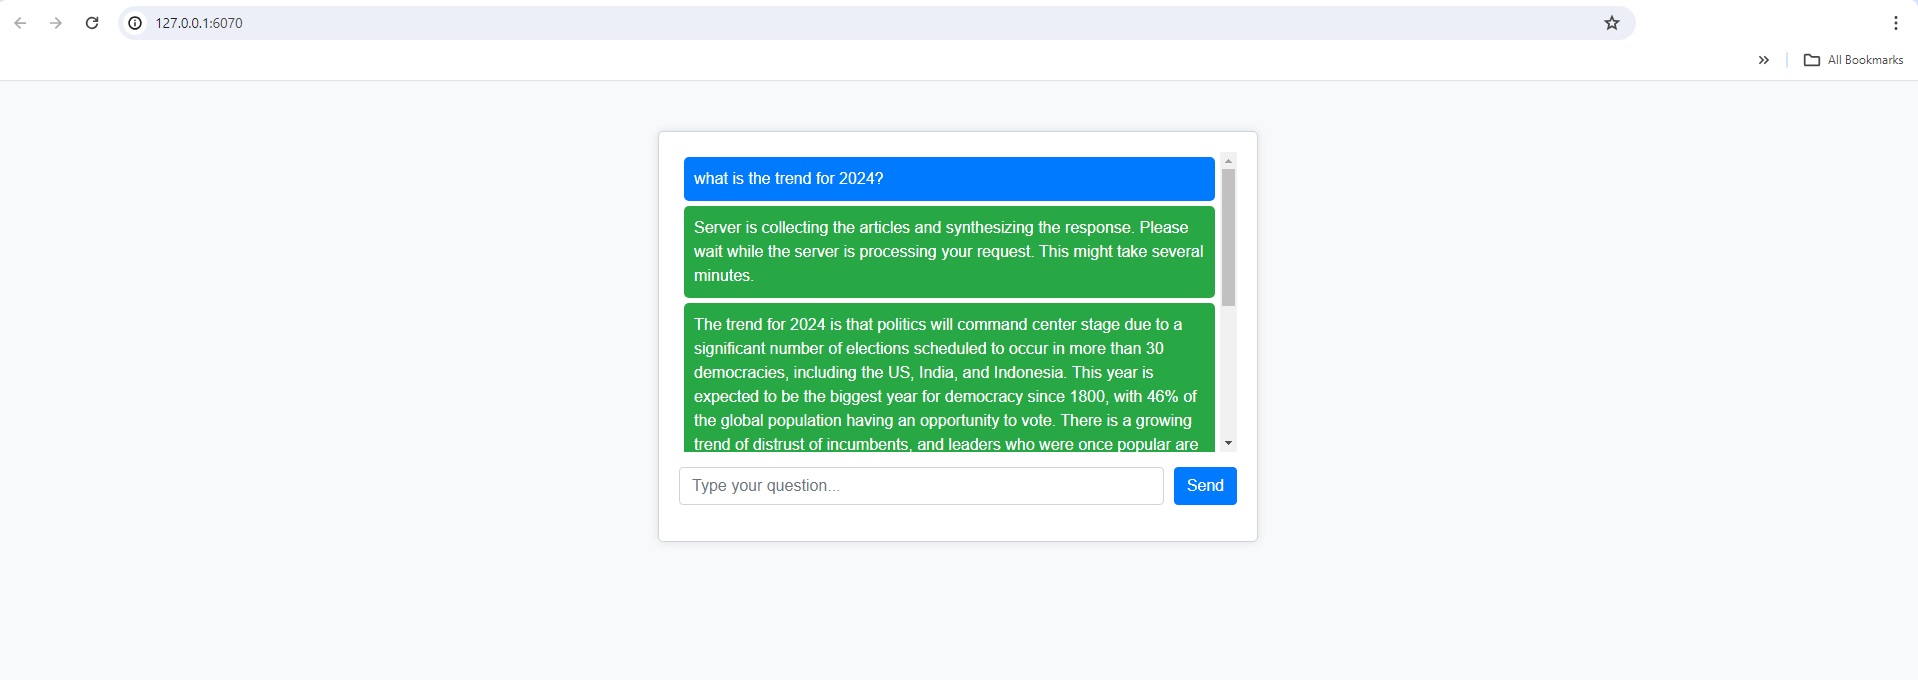 127.0.0.1:6070
All Bookmarks
what is the trend for 2024?
Server is collecting the articles and synthesizing the response. Please
wait while the server is processing your request. This might take several
minutes.
The trend for 2024 is that politics will command center stage due to a
significant number of elections scheduled to occur in more than 30
democracies, including the US, India, and Indonesia. This year is
expected to be the biggest year for democracy since 1800, with 46% of
the global population having an opportunity to vote. There is a growing
trend of distrust of incumbents, and leaders who were once popular are
Type your question...
Send